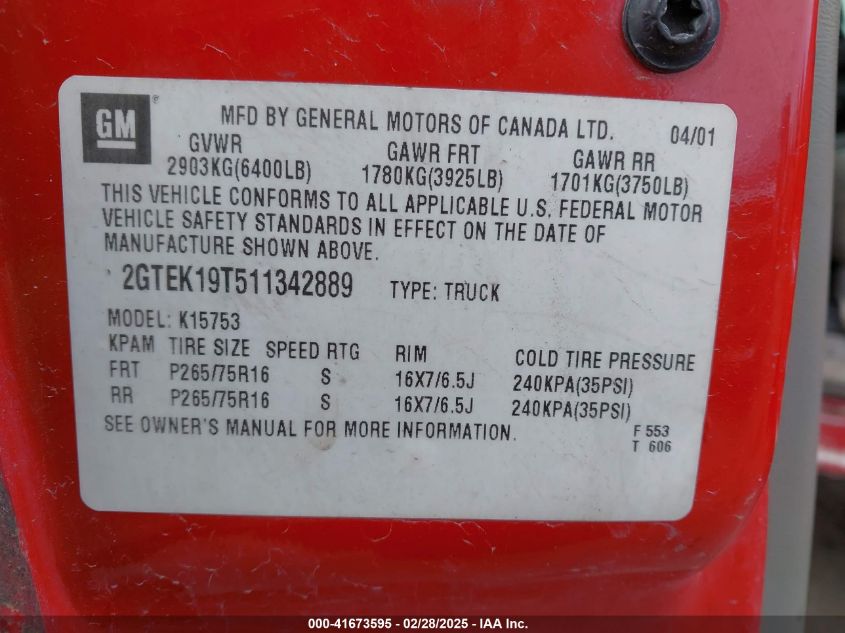 GM ®
MFD BY GENERAL MOTORS OF CANADA LTD. 04/01
GVWR GAWR FRT GAWR RR
2903KG(6400LB) 1780KG(3925LB) 1701KG(3750LB)
THIS VEHICLE CONFORMS TO ALL APPLICABLE U.S. FEDERAL MOTOR
VEHICLE SAFETY STANDARDS IN EFFECT ON THE DATE OF
MANUFACTURE SHOWN ABOVE.
2GTEK19T511342889 TYPE: TRUCK
MODEL: K15753
KPAM TIRE SIZE SPEED RTG RIM COLD TIRE PRESSURE
FRT P265/75R16 S 16X7/6.5J 240KPA(35PSI)
RR P265/75R16 S 16X7/6.5J 240KPA(35PSI)
SEE OWNER'S MANUAL FOR MORE INFORMATION.
F 553
T 606
000-41673595 - 02/28/2025 - IAA Inc.